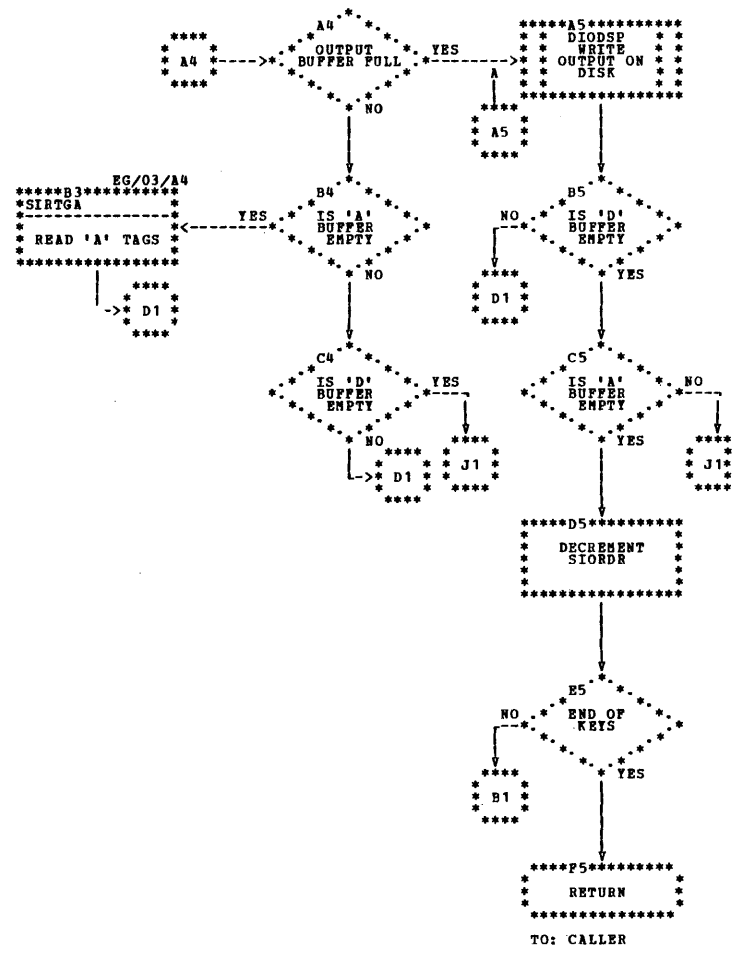 A4
A4
OUTPUT
BUFFER FULL
YES
NO
A5
DIODSP
WRITE
OUTPUT ON
DISK
A
A5
EG/03/A4
B3
SIRTGA
READ 'A' TAGS
D1
YES
B4
IS 'A'
BUFFER
EMPTY
NO
NO
B5
IS 'D'
BUFFER
EMPTY
YES
D1
C4
IS 'D'
BUFFER
EMPTY
YES
NO
D1
J1
C5
IS 'A'
BUFFER
EMPTY
NO
YES
J1
D5
DECREMENT
SIORDR
E5
END OF
KEYS
NO
YES
B1
F5
RETURN
TO: CALLER